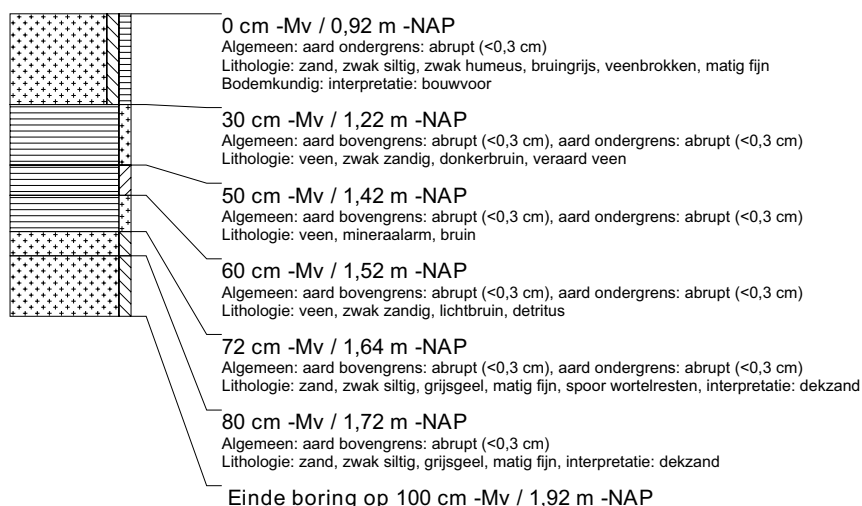 0 cm -Mv / 0,92 m -NAP
Algemeen: aard ondergrens: abrupt (<0,3 cm)
Lithologie: zand, zwak siltig, zwak humeus, bruingrijs, veenbrokken, matig fijn
Bodemkundig: interpretatie: bouwvoor
30 cm -Mv / 1,22 m -NAP
Algemeen: aard bovengrens: abrupt (<0,3 cm), aard ondergrens: abrupt (<0,3 cm)
Lithologie: veen, zwak zandig, donkerbruin, veraard veen
50 cm -Mv / 1,42 m -NAP
Algemeen: aard bovengrens: abrupt (<0,3 cm), aard ondergrens: abrupt (<0,3 cm)
Lithologie: veen, mineraalarm, bruin
60 cm -Mv / 1,52 m -NAP
Algemeen: aard bovengrens: abrupt (<0,3 cm), aard ondergrens: abrupt (<0,3 cm)
Lithologie: veen, zwak zandig, lichtbruin, detritus
72 cm -Mv / 1,64 m -NAP
Algemeen: aard bovengrens: abrupt (<0,3 cm), aard ondergrens: abrupt (<0,3 cm)
Lithologie: zand, zwak siltig, grijsgeel, matig fijn, spoor wortelresten, interpretatie: dekzand
80 cm -Mv / 1,72 m -NAP
Algemeen: aard bovengrens: abrupt (<0,3 cm)
Lithologie: zand, zwak siltig, grijsgeel, matig fijn, interpretatie: dekzand
Einde boring op 100 cm -Mv / 1,92 m -NAP